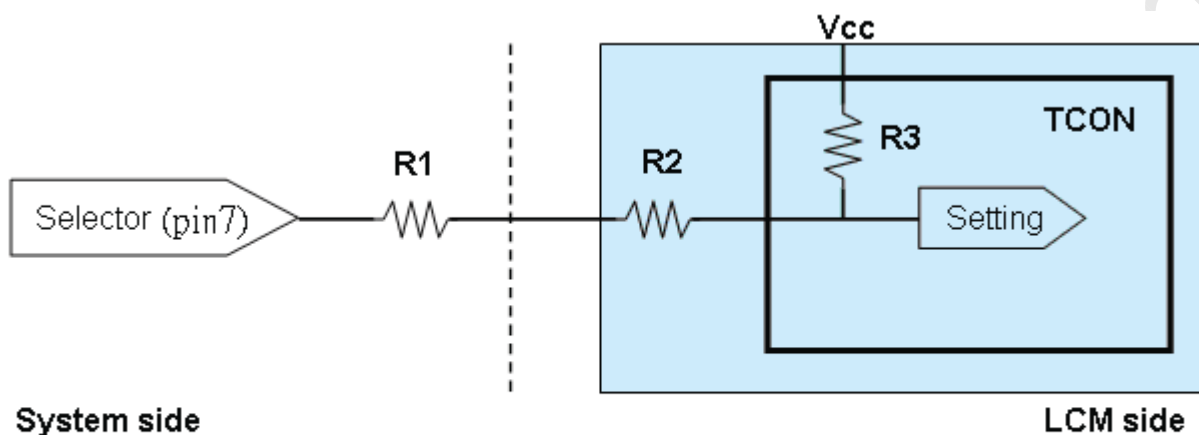 Vcc
TCON
R3
R1
R2
Selector (pin7)
Setting
System side
LCM side